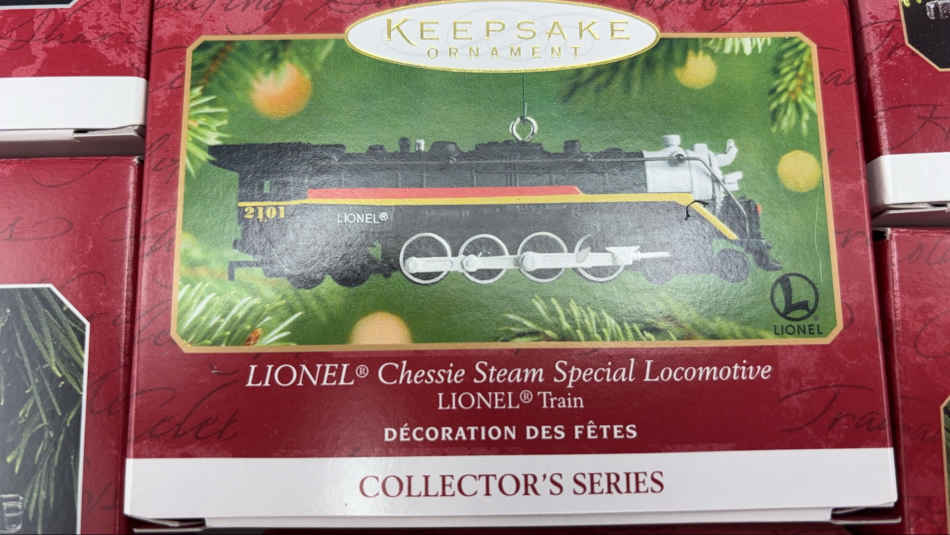 KEEPSAKE
ORNAMENT
2101
LIONEL®
LIONEL
LIONEL® Chessie Steam Special Locomotive
LIONEL® Train
DÉCORATION DES FÊTES
COLLECTOR'S SERIES